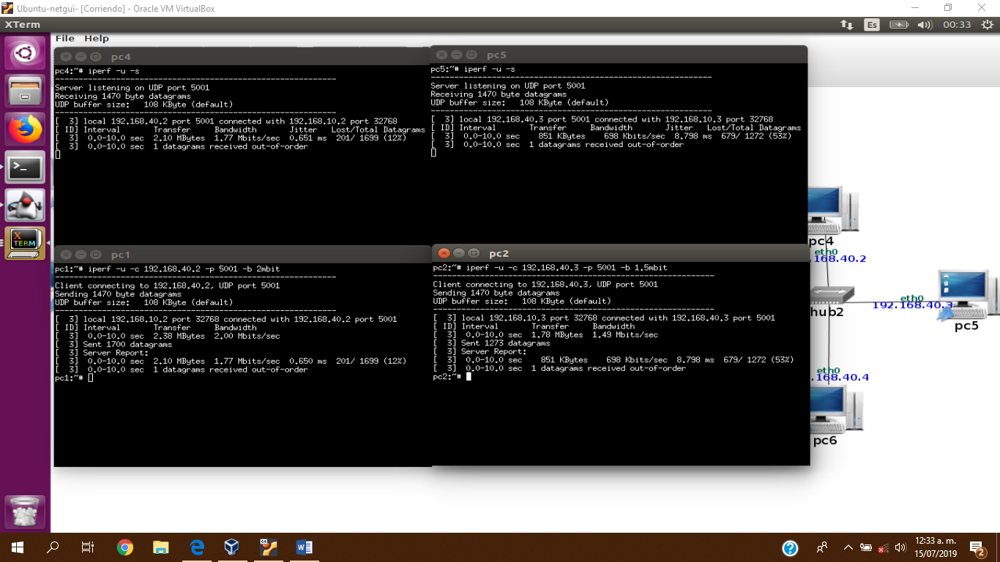 Ubuntu-netgui- [Corriendo] - Oracle VM VirtualBox
XTerm
Es
00:33
File Help
pc4
pc4:~# iperf -u -s
------------------------------------------------------------
Server listening on UDP port 5001
Receiving 1470 byte datagrams
UDP buffer size:   108 KByte (default)
------------------------------------------------------------
[  3] local 192.168.40.2 port 5001 connected with 192.168.10.2 port 32768
[ ID] Interval       Transfer     Bandwidth       Jitter   Lost/Total Datagrams
[  3]  0.0-10.0 sec  2.10 MBytes  1.77 Mbits/sec  0.651 ms  201/ 1699 (12%)
[  3]  0.0-10.0 sec  1 datagrams received out-of-order
pc5
pc5:~# iperf -u -s
------------------------------------------------------------
Server listening on UDP port 5001
Receiving 1470 byte datagrams
UDP buffer size:   108 KByte (default)
------------------------------------------------------------
[  3] local 192.168.40.3 port 5001 connected with 192.168.10.3 port 32768
[ ID] Interval       Transfer     Bandwidth       Jitter   Lost/Total Datagrams
[  3]  0.0-10.0 sec   851 KBytes    698 Kbits/sec  8.798 ms  679/ 1272 (53%)
[  3]  0.0-10.0 sec  1 datagrams received out-of-order
pc1
pc1:~# iperf -u -c 192.168.40.2 -p 5001 -b 2mbit
------------------------------------------------------------
Client connecting to 192.168.40.2, UDP port 5001
Sending 1470 byte datagrams
UDP buffer size:   108 KByte (default)
------------------------------------------------------------
[  3] local 192.168.10.2 port 32768 connected with 192.168.40.2 port 5001
[ ID] Interval       Transfer     Bandwidth
[  3]  0.0-10.0 sec  2.38 MBytes  2.00 Mbits/sec
[  3] Sent 1700 datagrams
[  3] Server Report:
[  3]  0.0-10.0 sec  2.10 MBytes  1.77 Mbits/sec  0.650 ms  201/ 1699 (12%)
[  3]  0.0-10.0 sec  1 datagrams received out-of-order
pc1:~#
pc2
pc2:~# iperf -u -c 192.168.40.3 -p 5001 -b 1.5mbit
------------------------------------------------------------
Client connecting to 192.168.40.3, UDP port 5001
Sending 1470 byte datagrams
UDP buffer size:   108 KByte (default)
------------------------------------------------------------
[  3] local 192.168.10.3 port 32768 connected with 192.168.40.3 port 5001
[ ID] Interval       Transfer     Bandwidth
[  3]  0.0-10.0 sec  1.78 MBytes  1.49 Mbits/sec
[  3] Sent 1273 datagrams
[  3] Server Report:
[  3]  0.0-10.0 sec   851 KBytes    698 Kbits/sec  8.798 ms  679/ 1272 (53%)
[  3]  0.0-10.0 sec  1 datagrams received out-of-order
pc2:~#
pc4
eth0
.168.40.2
hub2
eth0
192.168.40.3
pc5
eth0
.168.40.4
pc6
X TERM
12:33 a. m.
15/07/2019
2